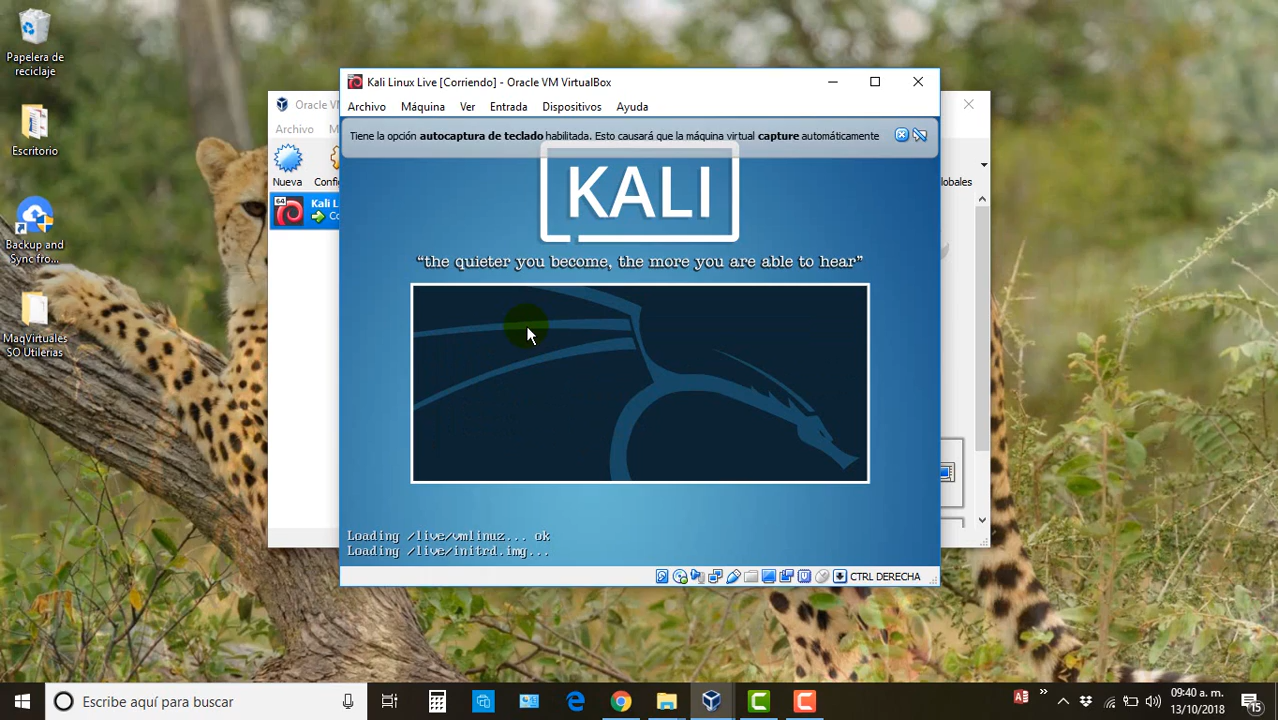 Papelera de
reciclaje
Escritorio
Backup and
Sync fro...
MaqVirtuales
SO Utilerias
Oracle VM
Archivo
Nueva
Kali Linux Live [Corriendo] - Oracle VM VirtualBox
Archivo Máquina Ver Entrada Dispositivos Ayuda
Tiene la opción autocaptura de teclado habilitada. Esto causará que la máquina virtual capture automáticamente
KALI
“the quieter you become, the more you are able to hear”
Loading /live/vmlinuz... ok
Loading /live/initrd.img...
CTRL DERECHA
Escribe aquí para buscar
09:40 a. m.
13/10/2018
15